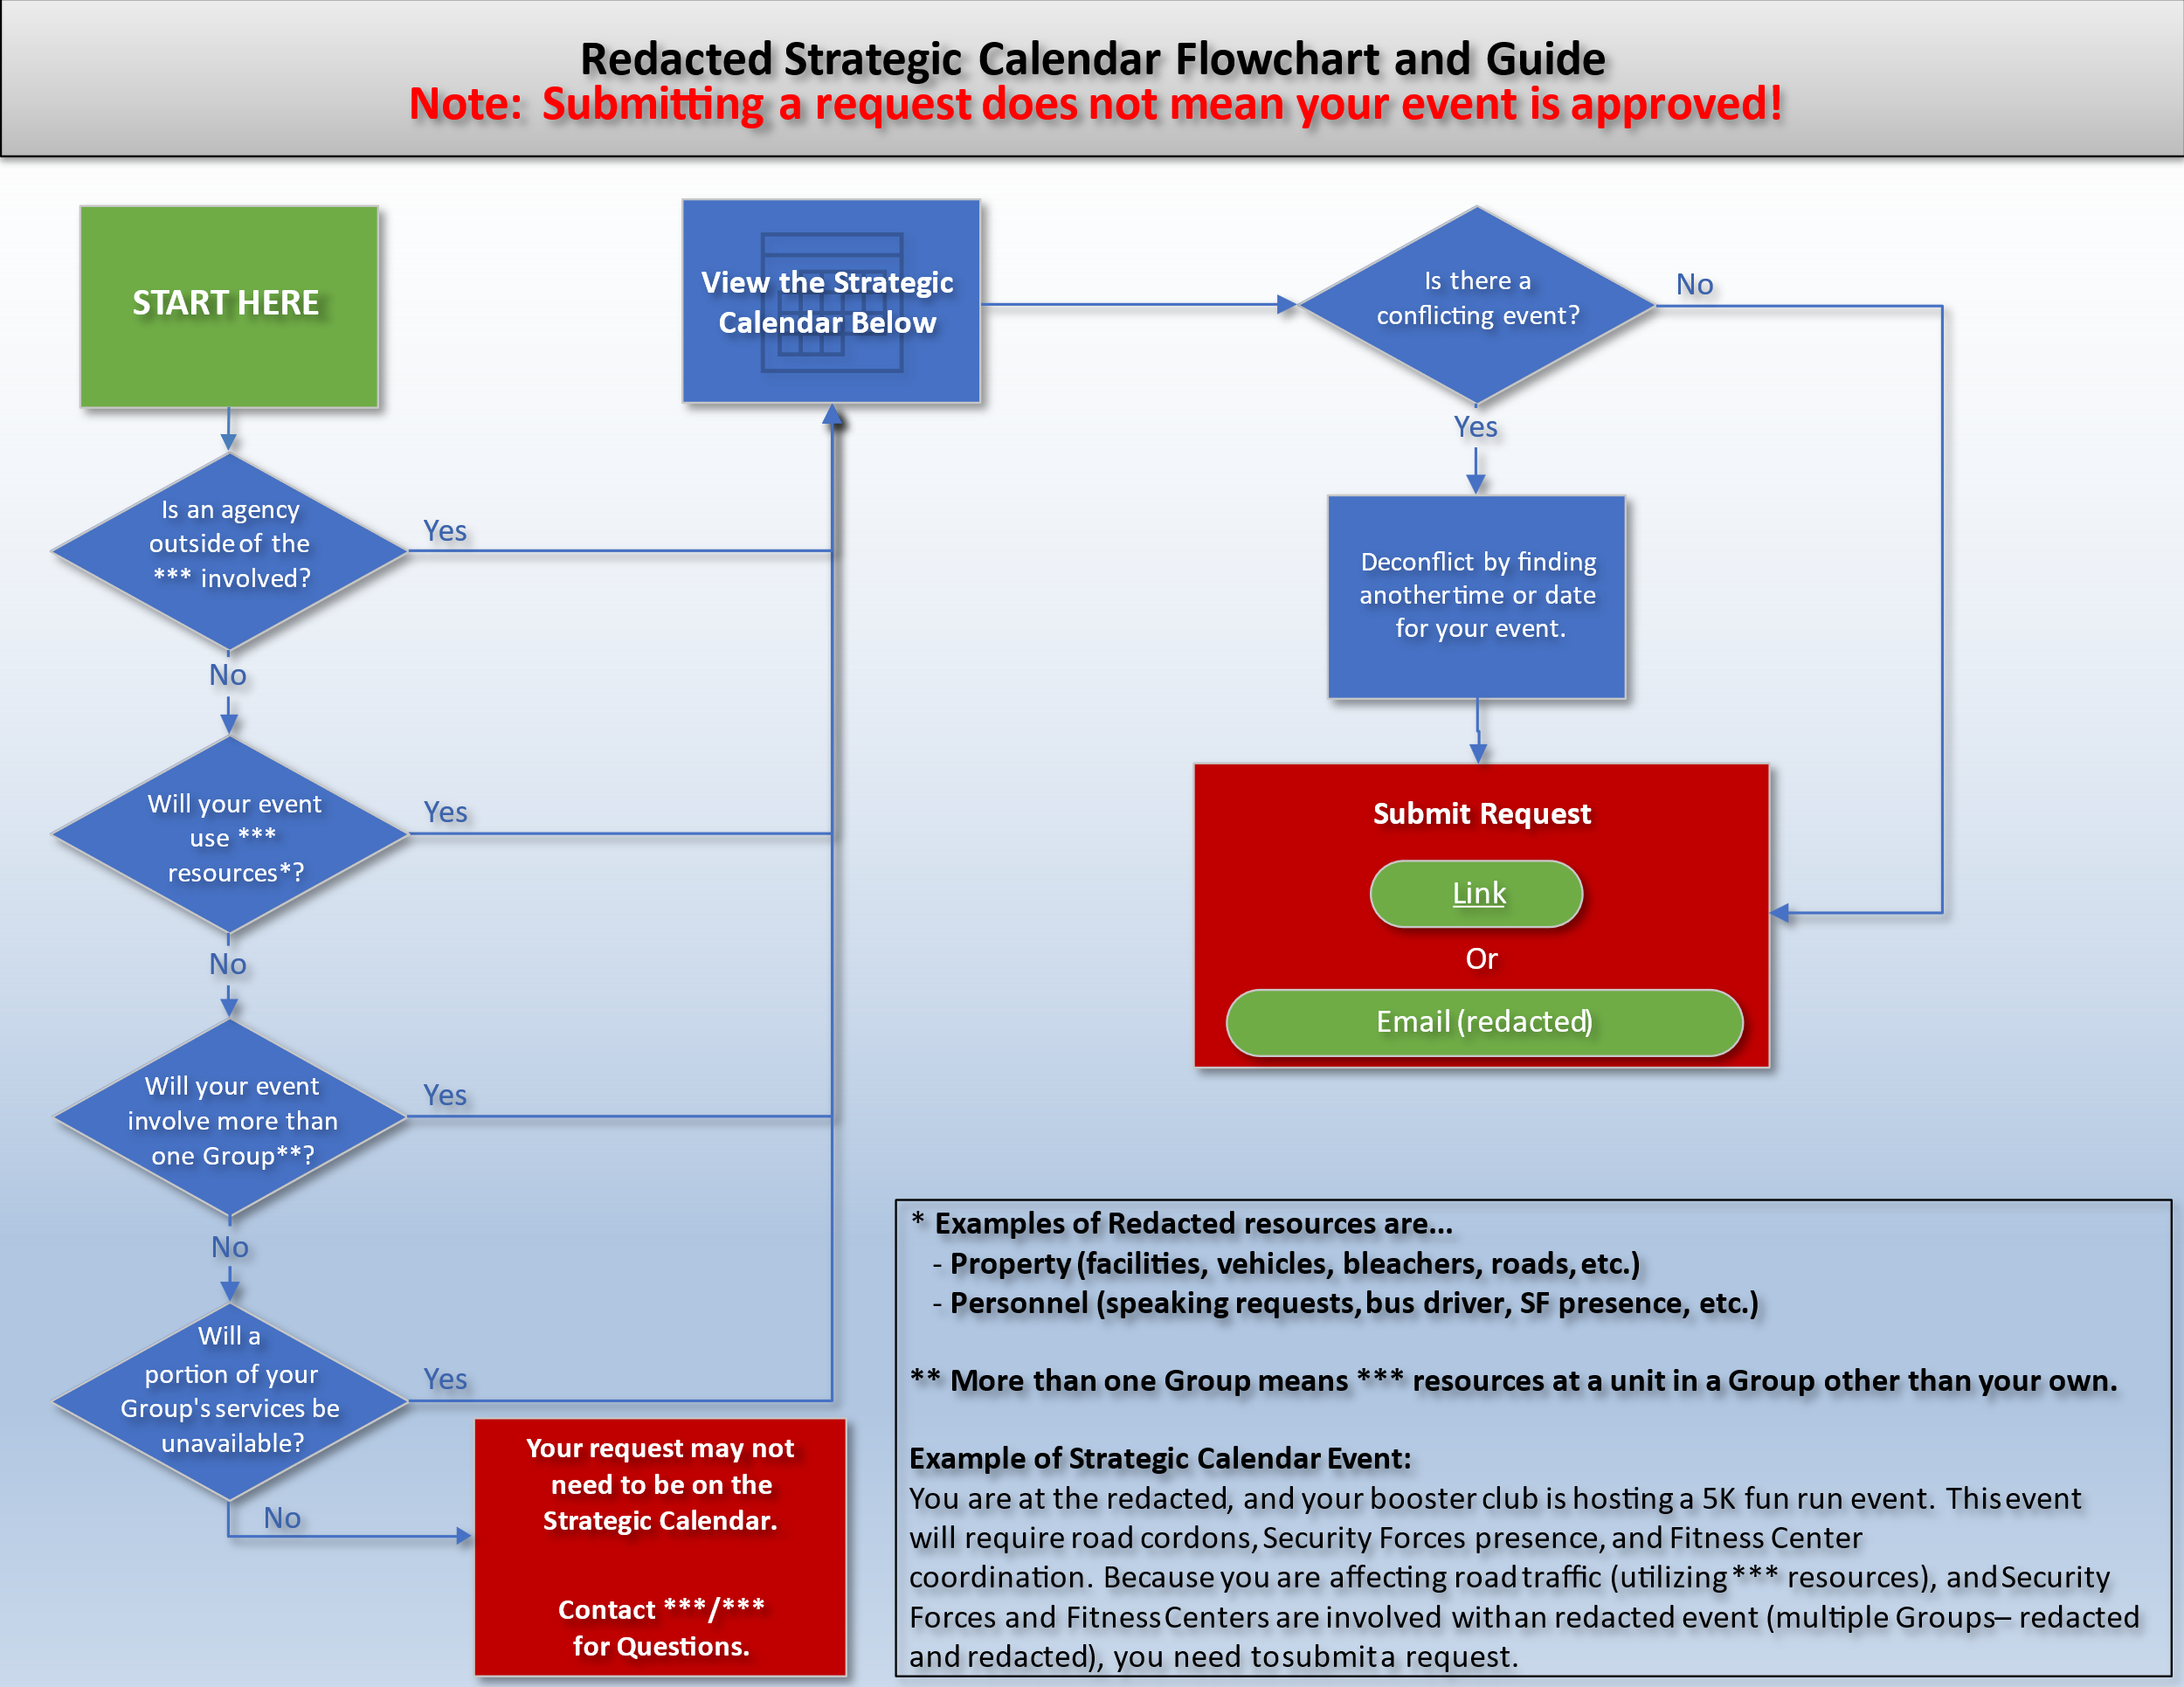 Redacted Strategic Calendar Flowchart and Guide
Note: Submitting a request does not mean your event is approved!
START HERE
Is an agency
outside of the
*** involved?
Yes
No
Will your event
use ***
resources*?
Yes
No
Will your event
involve more than
one Group**?
Yes
No
Will a
portion of your
Group's services be
unavailable?
Yes
No
Your request may not
need to be on the
Strategic Calendar.
Contact ***/***
for Questions.
View the Strategic
Calendar Below
Is there a
conflicting event?
No
Yes
Deconflict by finding
another time or date
for your event.
Submit Request
Link
Or
Email (redacted)
* Examples of Redacted resources are...
- Property (facilities, vehicles, bleachers, roads, etc.)
- Personnel (speaking requests, bus driver, SF presence, etc.)
** More than one Group means *** resources at a unit in a Group other than your own.
Example of Strategic Calendar Event:
You are at the redacted, and your booster club is hosting a 5K fun run event. This event
will require road cordons, Security Forces presence, and Fitness Center
coordination. Because you are affecting road traffic (utilizing *** resources), and Security
Forces and Fitness Centers are involved with an redacted event (multiple Groups– redacted
and redacted), you need to submit a request.